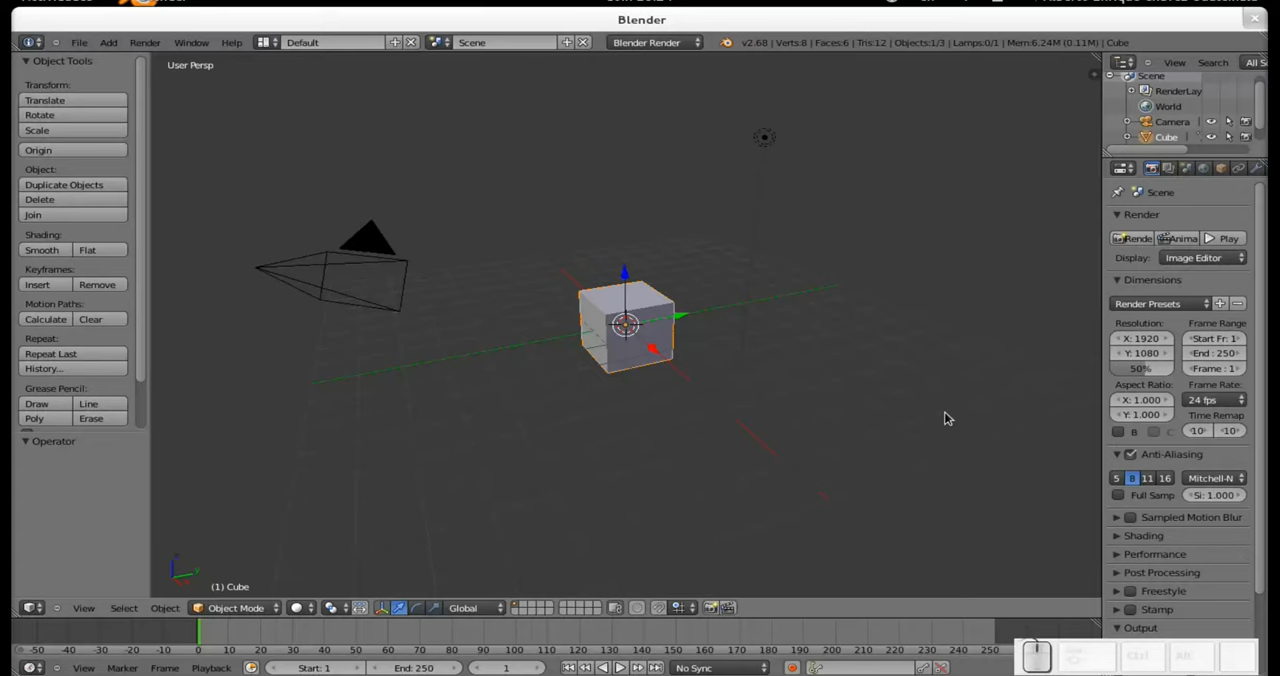 Blender
File Add Render Window Help Default Scene Blender Render v2.68 | Verts:8 | Faces:6 | Tris:12 | Objects:1/3 | Lamps:0/1 | Mem:6.24M (0.11M) | Cube
Object Tools
Transform:
Translate
Rotate
Scale
Origin
Object:
Duplicate Objects
Delete
Join
Shading:
Smooth Flat
Keyframes:
Insert Remove
Motion Paths:
Calculate Clear
Repeat:
Repeat Last
History...
Grease Pencil:
Draw Line
Poly Erase
Operator
User Persp
(1) Cube
View Select Object Object Mode Global
View Search All S
Scene
RenderLay
World
Camera
Cube
Scene
Render
Rende Anima Play
Display: Image Editor
Dimensions
Render Presets
Resolution: Frame Range
X: 1920 Start Fr: 1
Y: 1080 End : 250
50% Frame : 1
Aspect Ratio: Frame Rate:
X: 1.000 24 fps
Y: 1.000 Time Remap
B C 10 10
Anti-Aliasing
5 8 11 16 Mitchell-N
Full Samp Si: 1.000
Sampled Motion Blur
Shading
Performance
Post Processing
Freestyle
Stamp
Output
-50 -40 -30 -20 -10 0 10 20 30 40 50 60 70 80 90 100 110 120 130 140 150 160 170 180 190 200 210 220 230 240 250
View Marker Frame Playback Start: 1 End: 250 1 No Sync
Ctrl Alt